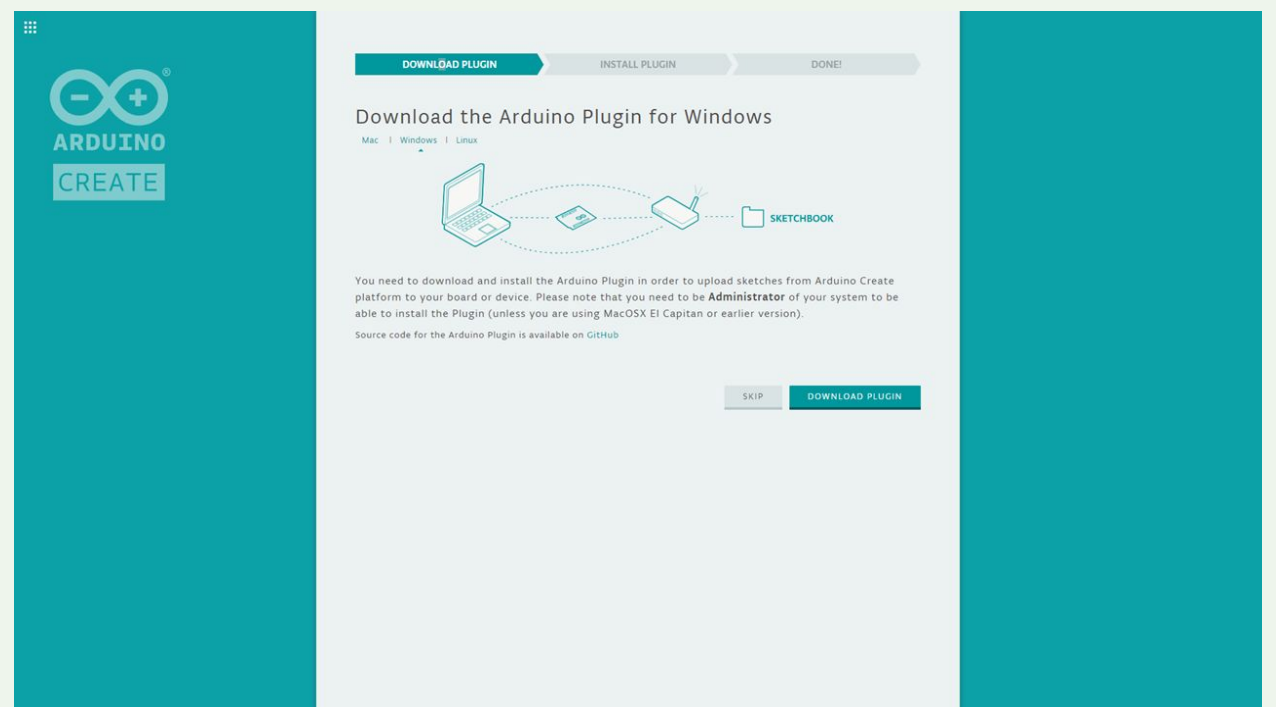 DOWNLOAD PLUGIN INSTALL PLUGIN DONE!
ARDUINO
CREATE
Download the Arduino Plugin for Windows
Mac | Windows | Linux
SKETCHBOOK
You need to download and install the Arduino Plugin in order to upload sketches from Arduino Create
platform to your board or device. Please note that you need to be Administrator of your system to be
able to install the Plugin (unless you are using MacOSX El Capitan or earlier version).
Source code for the Arduino Plugin is available on GitHub
SKIP DOWNLOAD PLUGIN